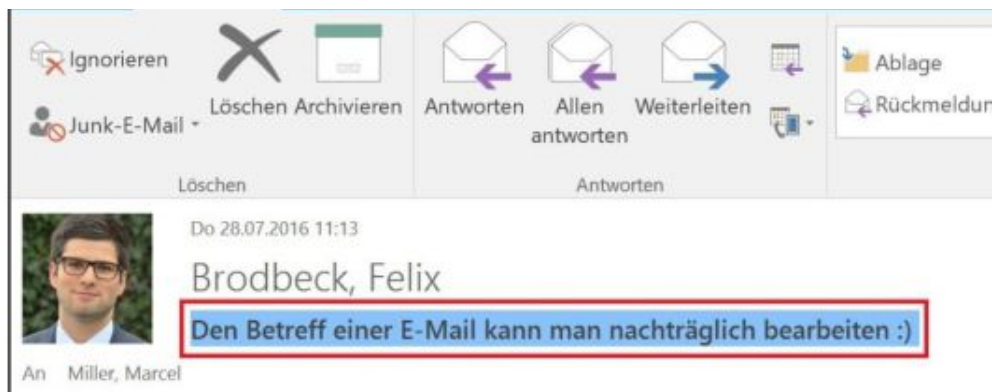 Ignorieren
Junk-E-Mail
Löschen Archivieren
Löschen
Antworten Allen antworten Weiterleiten
Antworten
Ablage
Rückmeldun
Do 28.07.2016 11:13
Brodbeck, Felix
Den Betreff einer E-Mail kann man nachträglich bearbeiten :)
An Miller, Marcel